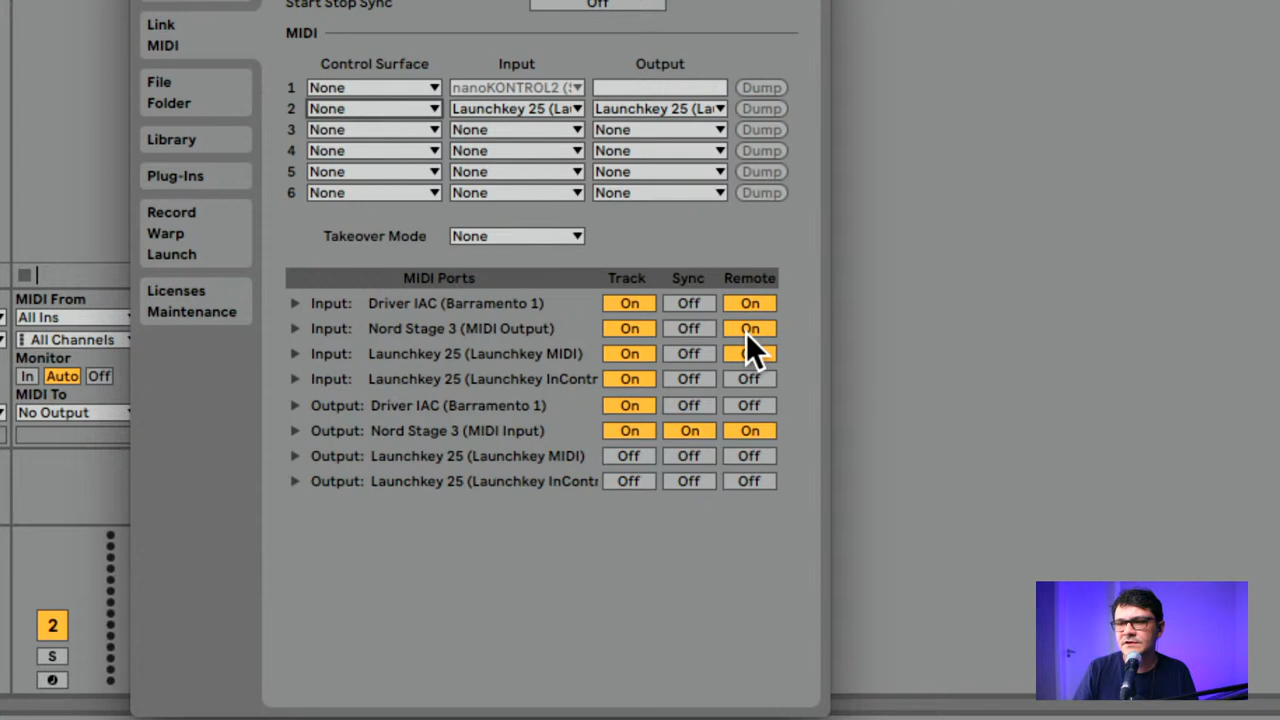 Start Stop Sync Off
Link
MIDI
File
Folder
Library
Plug-Ins
Record
Warp
Launch
Licenses
Maintenance
MIDI
Control Surface Input Output
1 None nanoKONTROL2 (S Dump
2 None Launchkey 25 (Lau Launchkey 25 (Lau Dump
3 None None None Dump
4 None None None Dump
5 None None None Dump
6 None None None Dump
Takeover Mode None
MIDI Ports Track Sync Remote
Input: Driver IAC (Barramento 1) On Off On
Input: Nord Stage 3 (MIDI Output) On Off On
Input: Launchkey 25 (Launchkey MIDI) On Off
Input: Launchkey 25 (Launchkey InContr On Off Off
Output: Driver IAC (Barramento 1) On Off Off
Output: Nord Stage 3 (MIDI Input) On On On
Output: Launchkey 25 (Launchkey MIDI) Off Off Off
Output: Launchkey 25 (Launchkey InContr Off Off Off
MIDI From
All Ins
All Channels
Monitor
In Auto Off
MIDI To
No Output
2
S